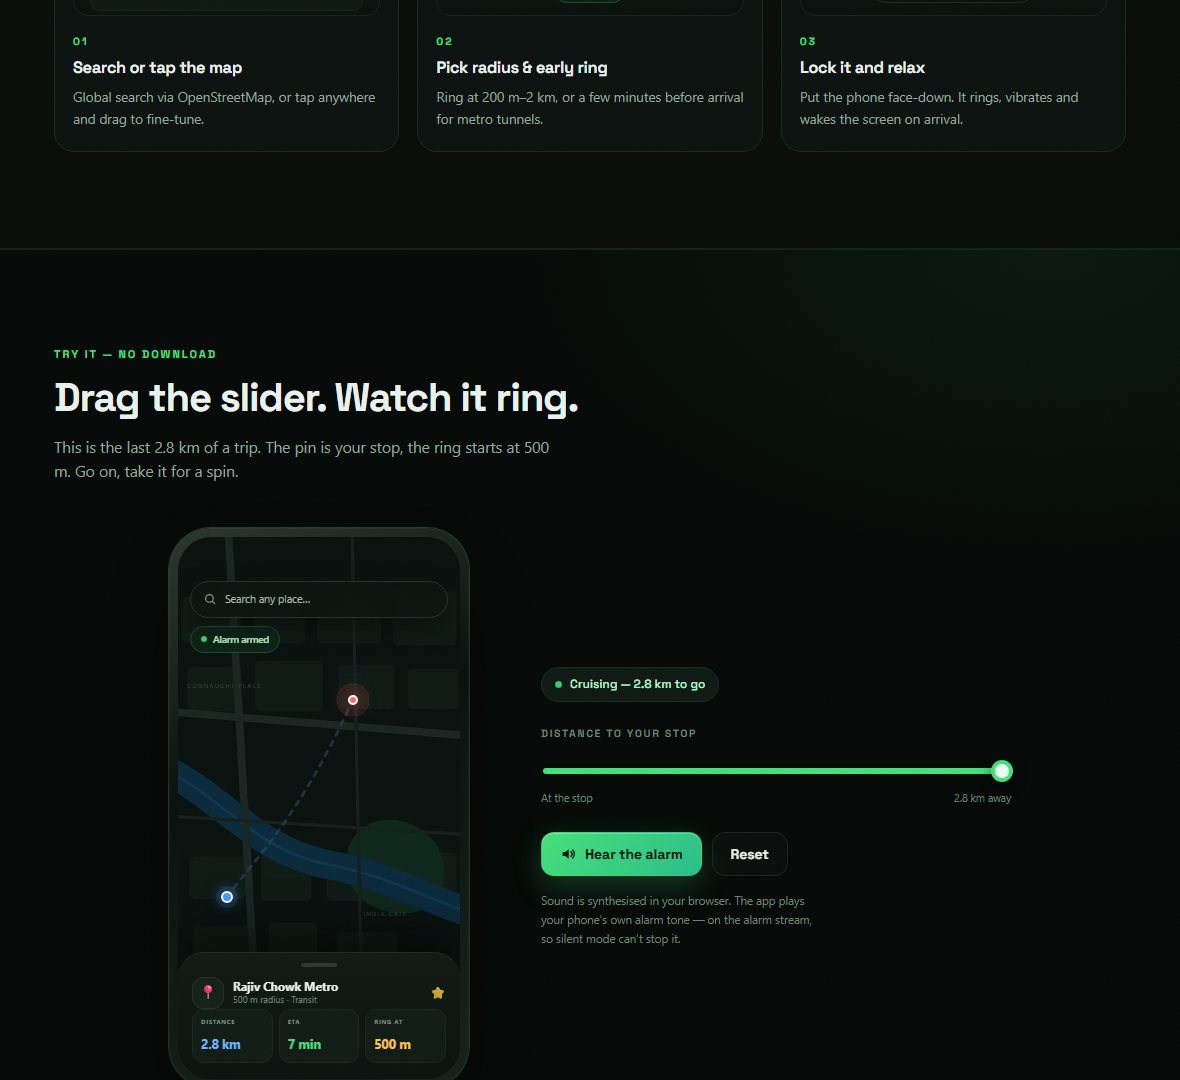 01
Search or tap the map
Global search via OpenStreetMap, or tap anywhere
and drag to fine-tune.
02
Pick radius & early ring
Ring at 200 m–2 km, or a few minutes before arrival
for metro tunnels.
03
Lock it and relax
Put the phone face-down. It rings, vibrates and
wakes the screen on arrival.
TRY IT — NO DOWNLOAD
Drag the slider. Watch it ring.
This is the last 2.8 km of a trip. The pin is your stop, the ring starts at 500
m. Go on, take it for a spin.
Search any place...
Alarm armed
CONNAUGHT PLACE
INDIA GATE
Rajiv Chowk Metro
500 m radius · Transit
DISTANCE
2.8 km
ETA
7 min
RING AT
500 m
Cruising — 2.8 km to go
DISTANCE TO YOUR STOP
At the stop
2.8 km away
Hear the alarm
Reset
Sound is synthesised in your browser. The app plays
your phone's own alarm tone — on the alarm stream,
so silent mode can't stop it.